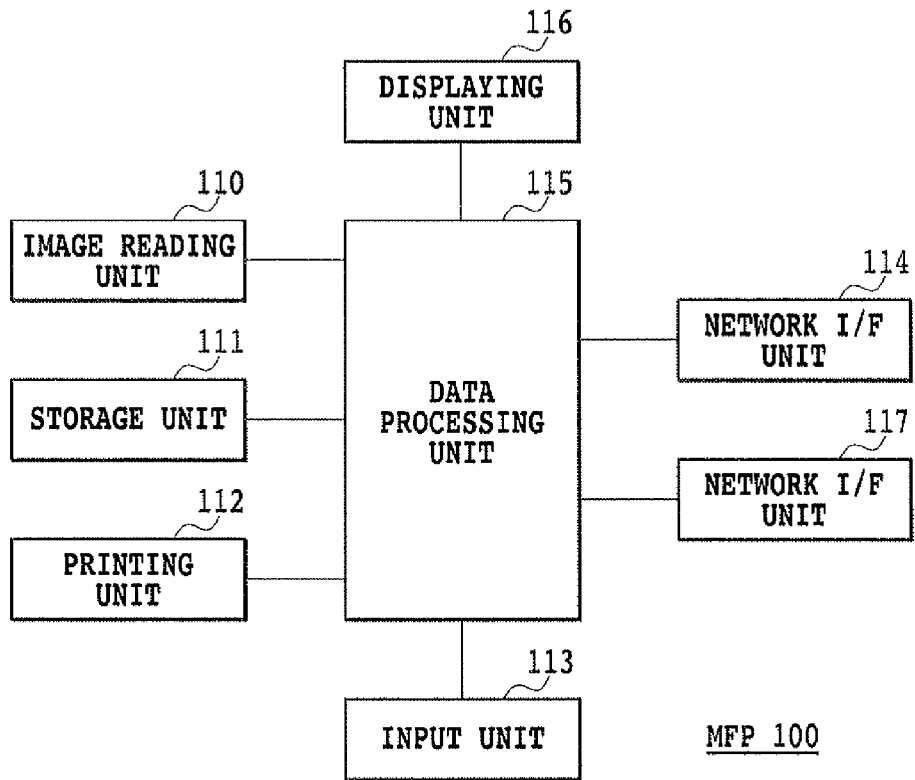 116
DISPLAYING
UNIT
110
IMAGE READING
UNIT
115
DATA
PROCESSING
UNIT
114
NETWORK I/F
UNIT
111
STORAGE UNIT
117
NETWORK I/F
UNIT
112
PRINTING
UNIT
113
INPUT UNIT
MFP 100